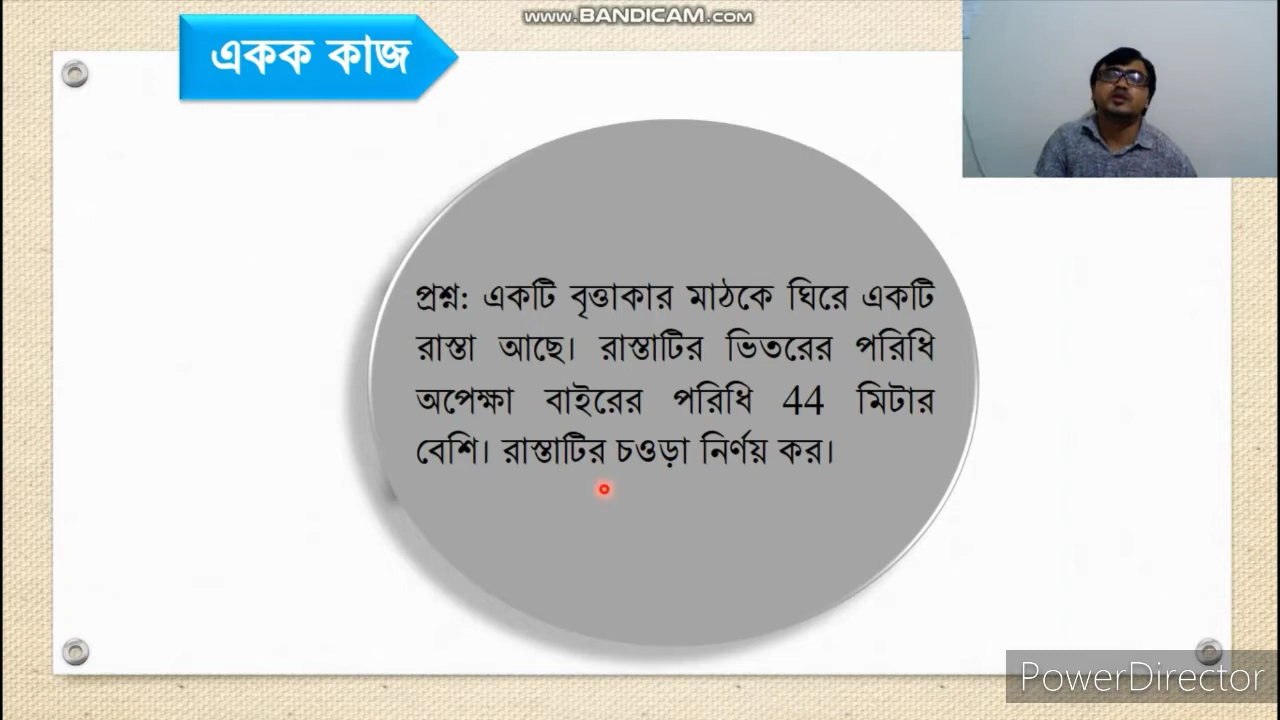 www.BANDICAM.com
একক কাজ
প্রশ্ন: একটি বৃত্তাকার মাঠকে ঘিরে একটি
রাস্তা আছে। রাস্তাটির ভিতরের পরিধি
অপেক্ষা বাইরের পরিধি 44 মিটার
বেশি। রাস্তাটির চওড়া নির্ণয় কর।
PowerDirector